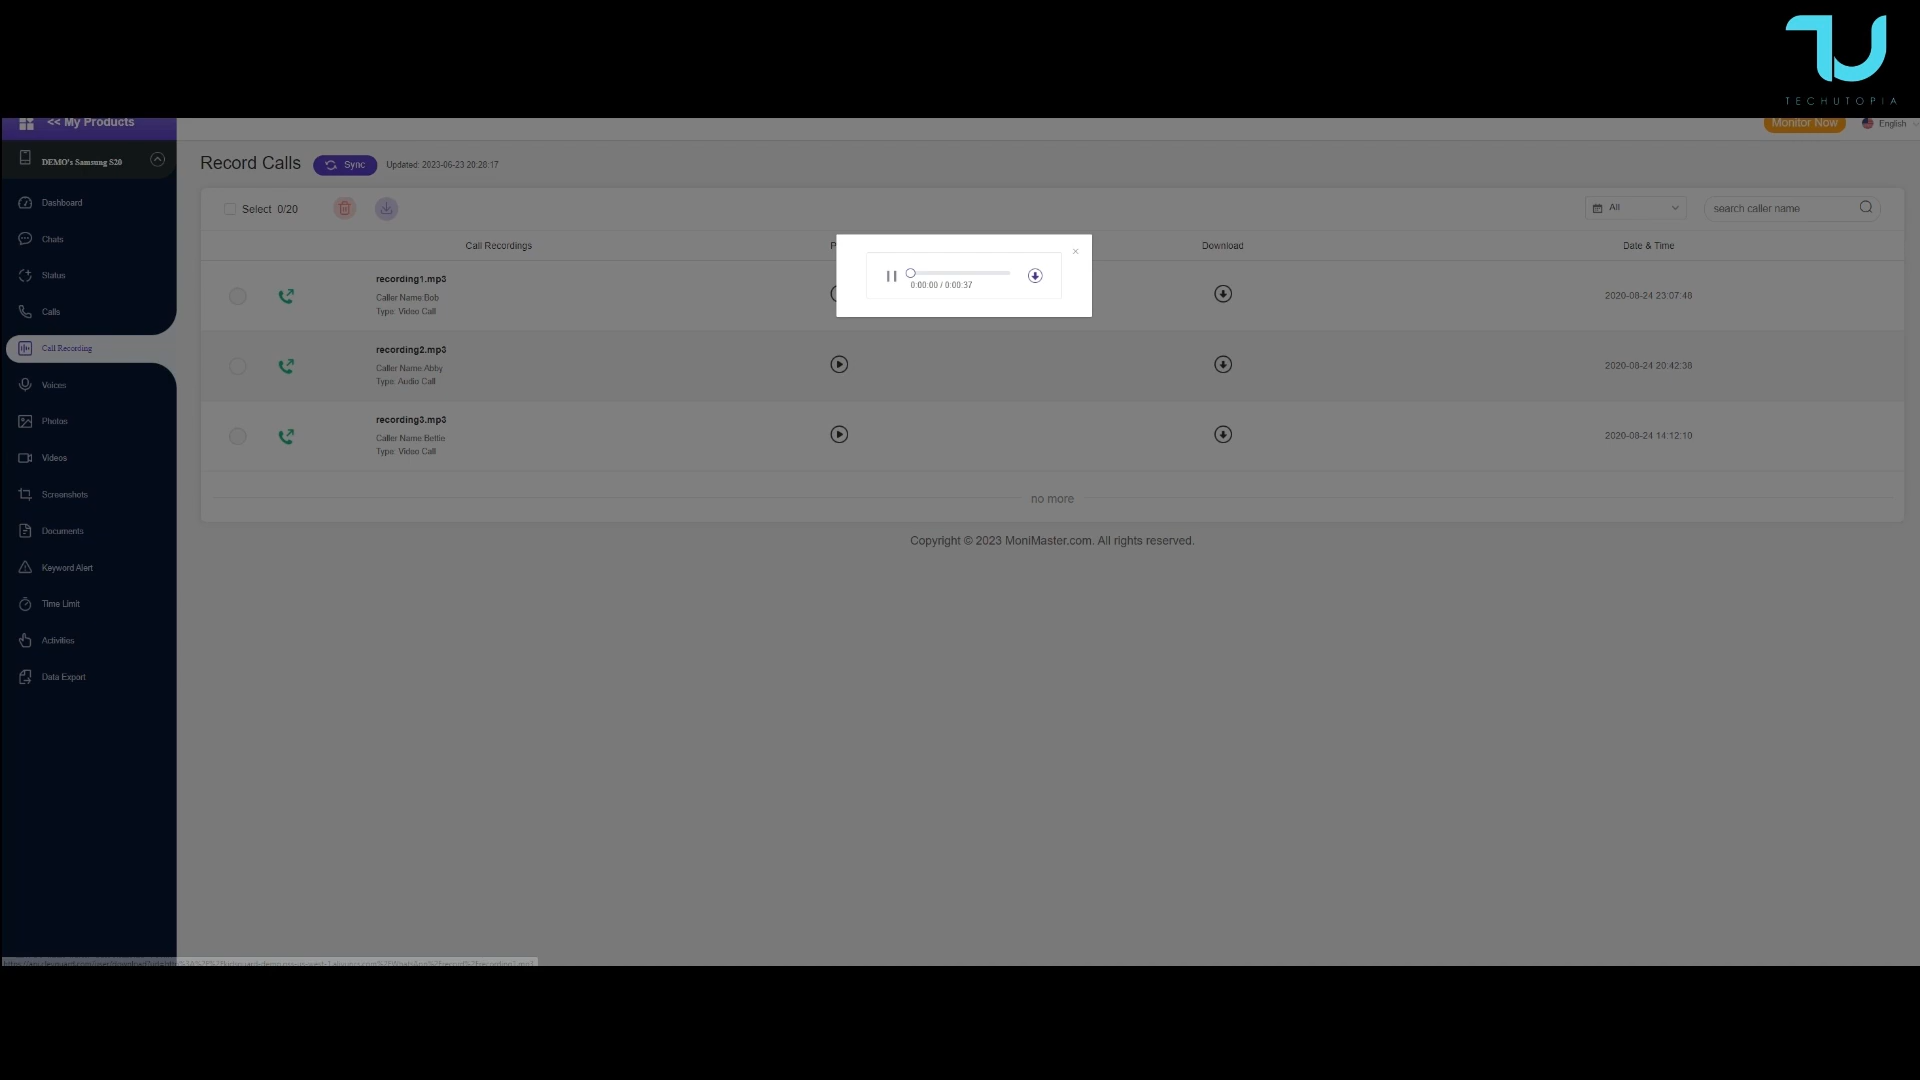 TECHUTOPIA
<< My Products
Monitor Now
English
DEMO's Samsung S20
Record Calls
Sync
Updated: 2023-06-23 20:28:17
Dashboard
Chats
Status
Calls
Call Recording
Voices
Photos
Videos
Screenshots
Documents
Keyword Alert
Time Limit
Activities
Data Export
Select 0/20
All
search caller name
Call Recordings
Download
Date & Time
recording1.mp3
Caller Name:Bob
Type: Video Call
0:00:00 / 0:00:37
2020-08-24 23:07:48
recording2.mp3
Caller Name:Abby
Type: Audio Call
2020-08-24 20:42:38
recording3.mp3
Caller Name:Bettie
Type: Video Call
2020-08-24 14:12:10
no more
Copyright © 2023 MoniMaster.com. All rights reserved.